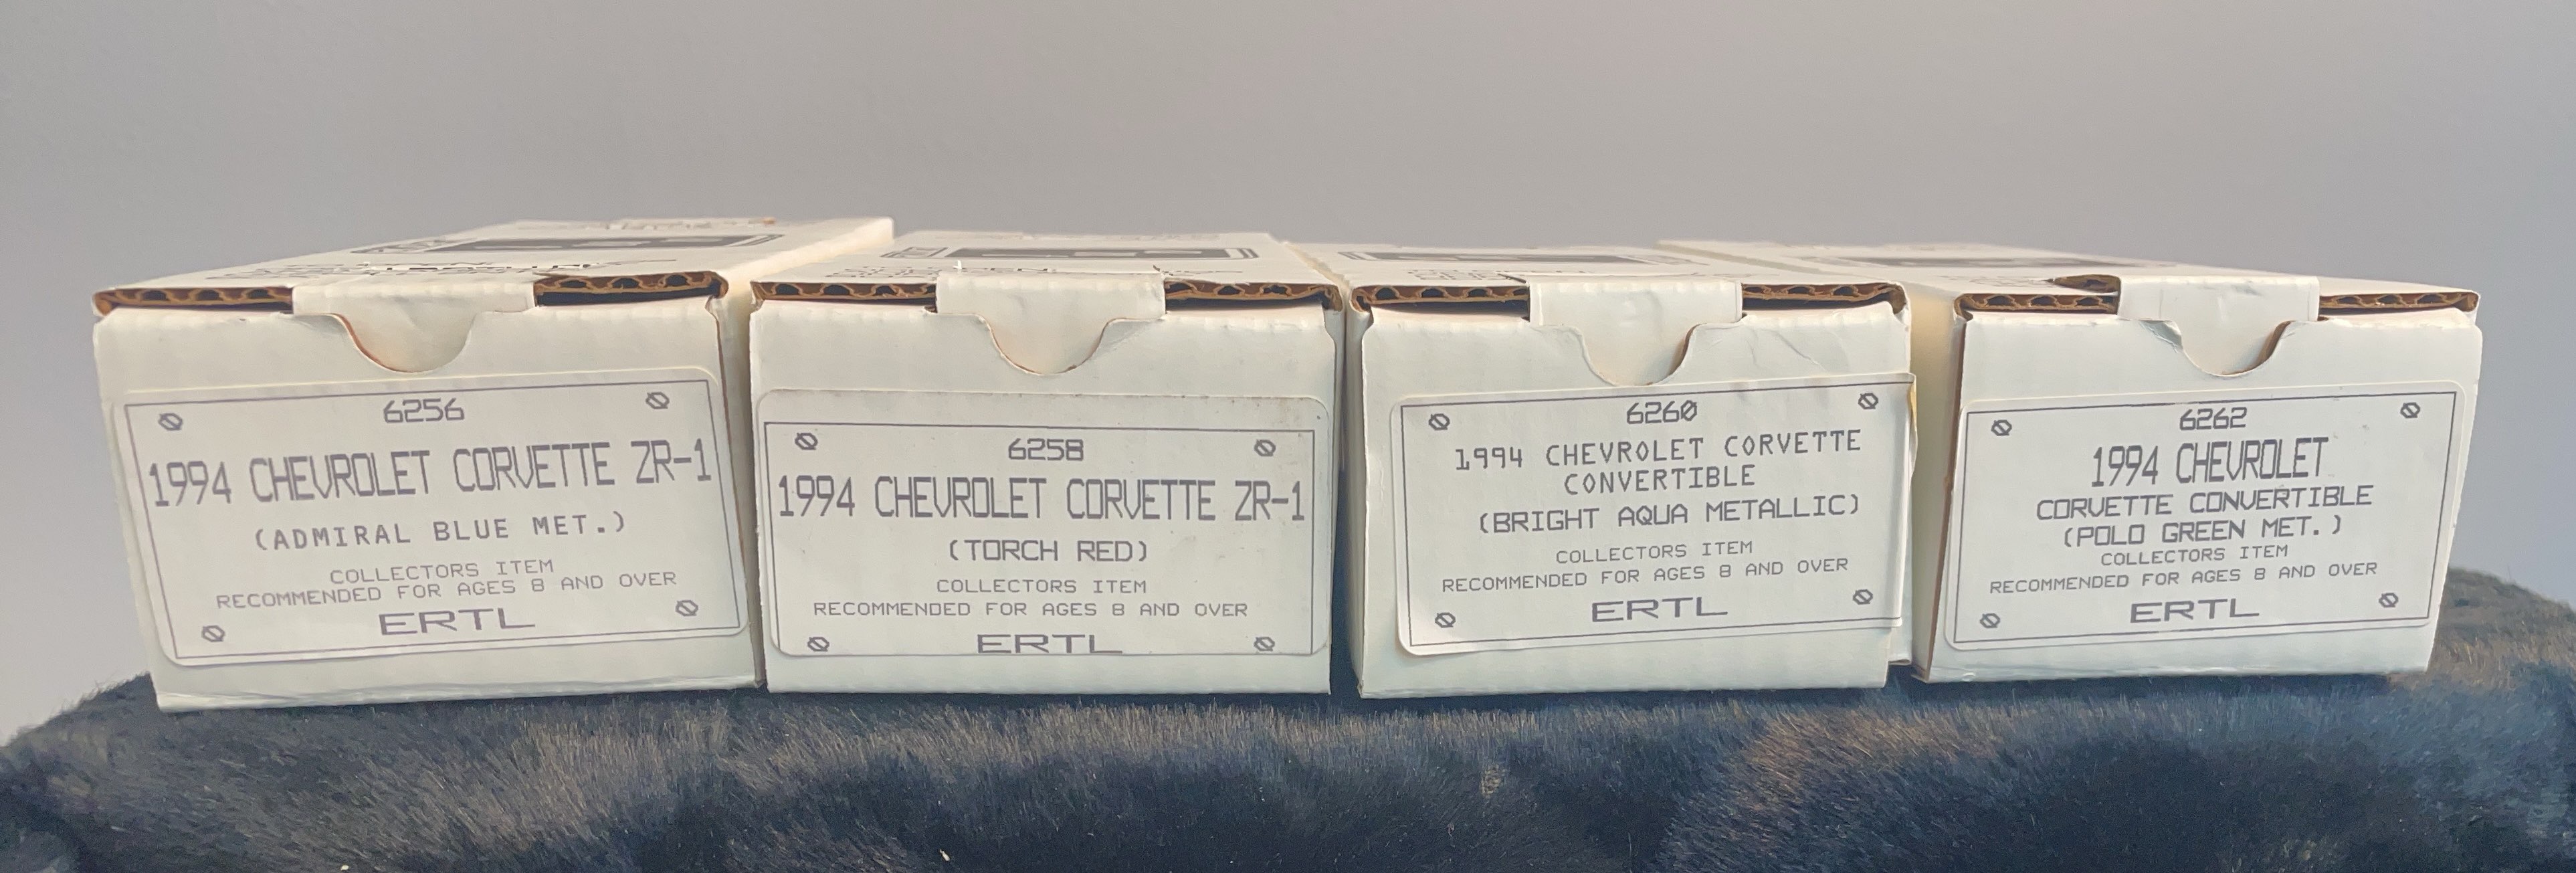 6256
1994 CHEVROLET CORVETTE ZR-1
(ADMIRAL BLUE MET.)
COLLECTORS ITEM
RECOMMENDED FOR AGES 8 AND OVER
ERTL
6258
1994 CHEVROLET CORVETTE ZR-1
(TORCH RED)
COLLECTORS ITEM
RECOMMENDED FOR AGES 8 AND OVER
ERTL
6260
1994 CHEVROLET CORVETTE
CONVERTIBLE
(BRIGHT AQUA METALLIC)
COLLECTORS ITEM
RECOMMENDED FOR AGES 8 AND OVER
ERTL
6262
1994 CHEVROLET
CORVETTE CONVERTIBLE
(POLO GREEN MET.)
COLLECTORS ITEM
RECOMMENDED FOR AGES 8 AND OVER
ERTL